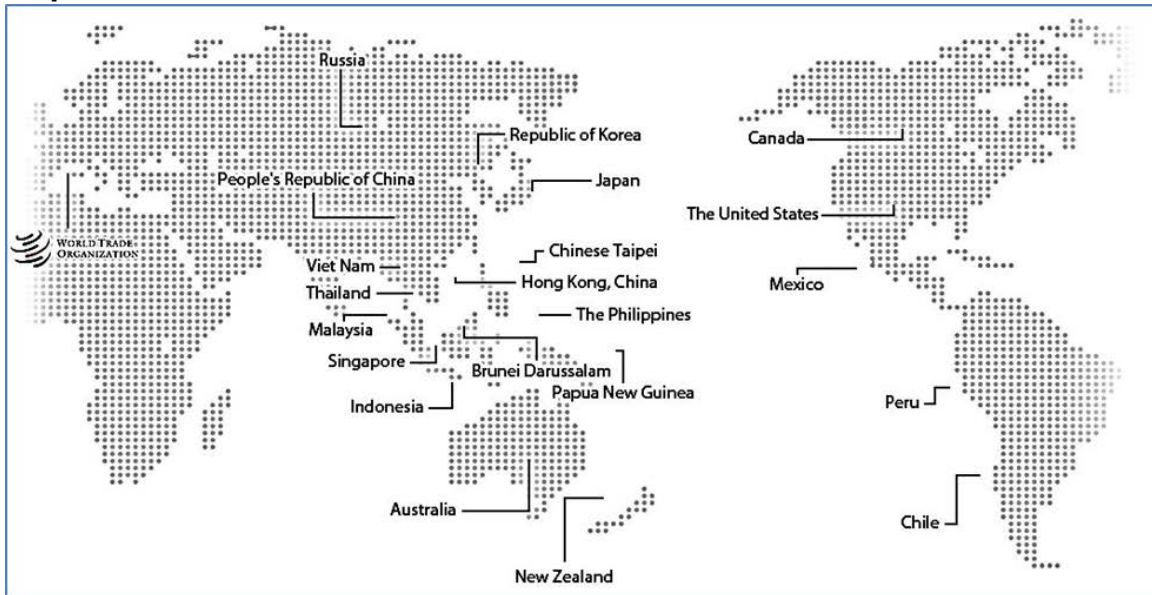 Russia
Republic of Korea
Canada
People's Republic of China
Japan
The United States
WORLD TRADE
ORGANIZATION
Chinese Taipei
Viet Nam
Hong Kong, China
Mexico
Thailand
The Philippines
Malaysia
Singapore
Brunei Darussalam
Papua New Guinea
Indonesia
Peru
Australia
Chile
New Zealand